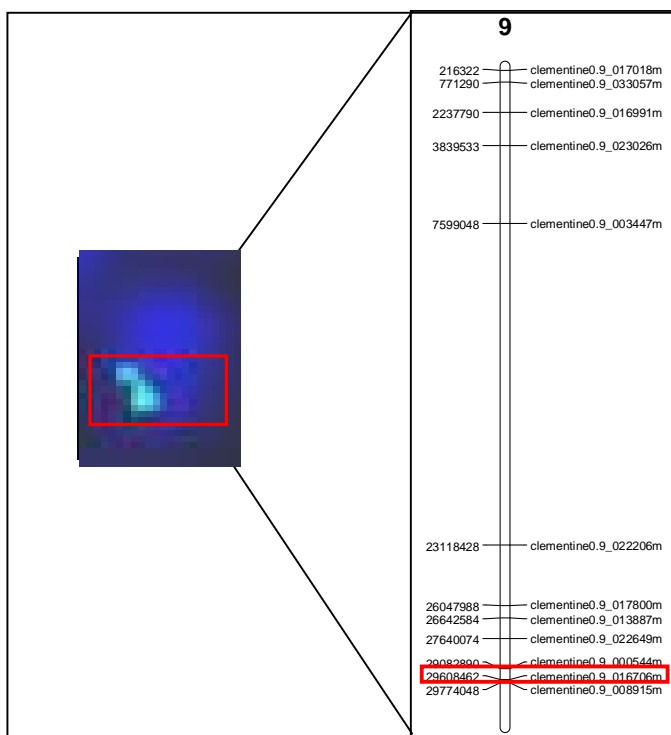 9
216322 clementine0.9_017018m
771290 clementine0.9_033057m
2237790 clementine0.9_016991m
3839533 clementine0.9_023026m
7599048 clementine0.9_003447m
23118428 clementine0.9_022206m
26047988 clementine0.9_017800m
26642584 clementine0.9_013887m
27640074 clementine0.9_022649m
29082890 clementine0.9_000544m
29608462 clementine0.9_016706m
29774048 clementine0.9_008915m